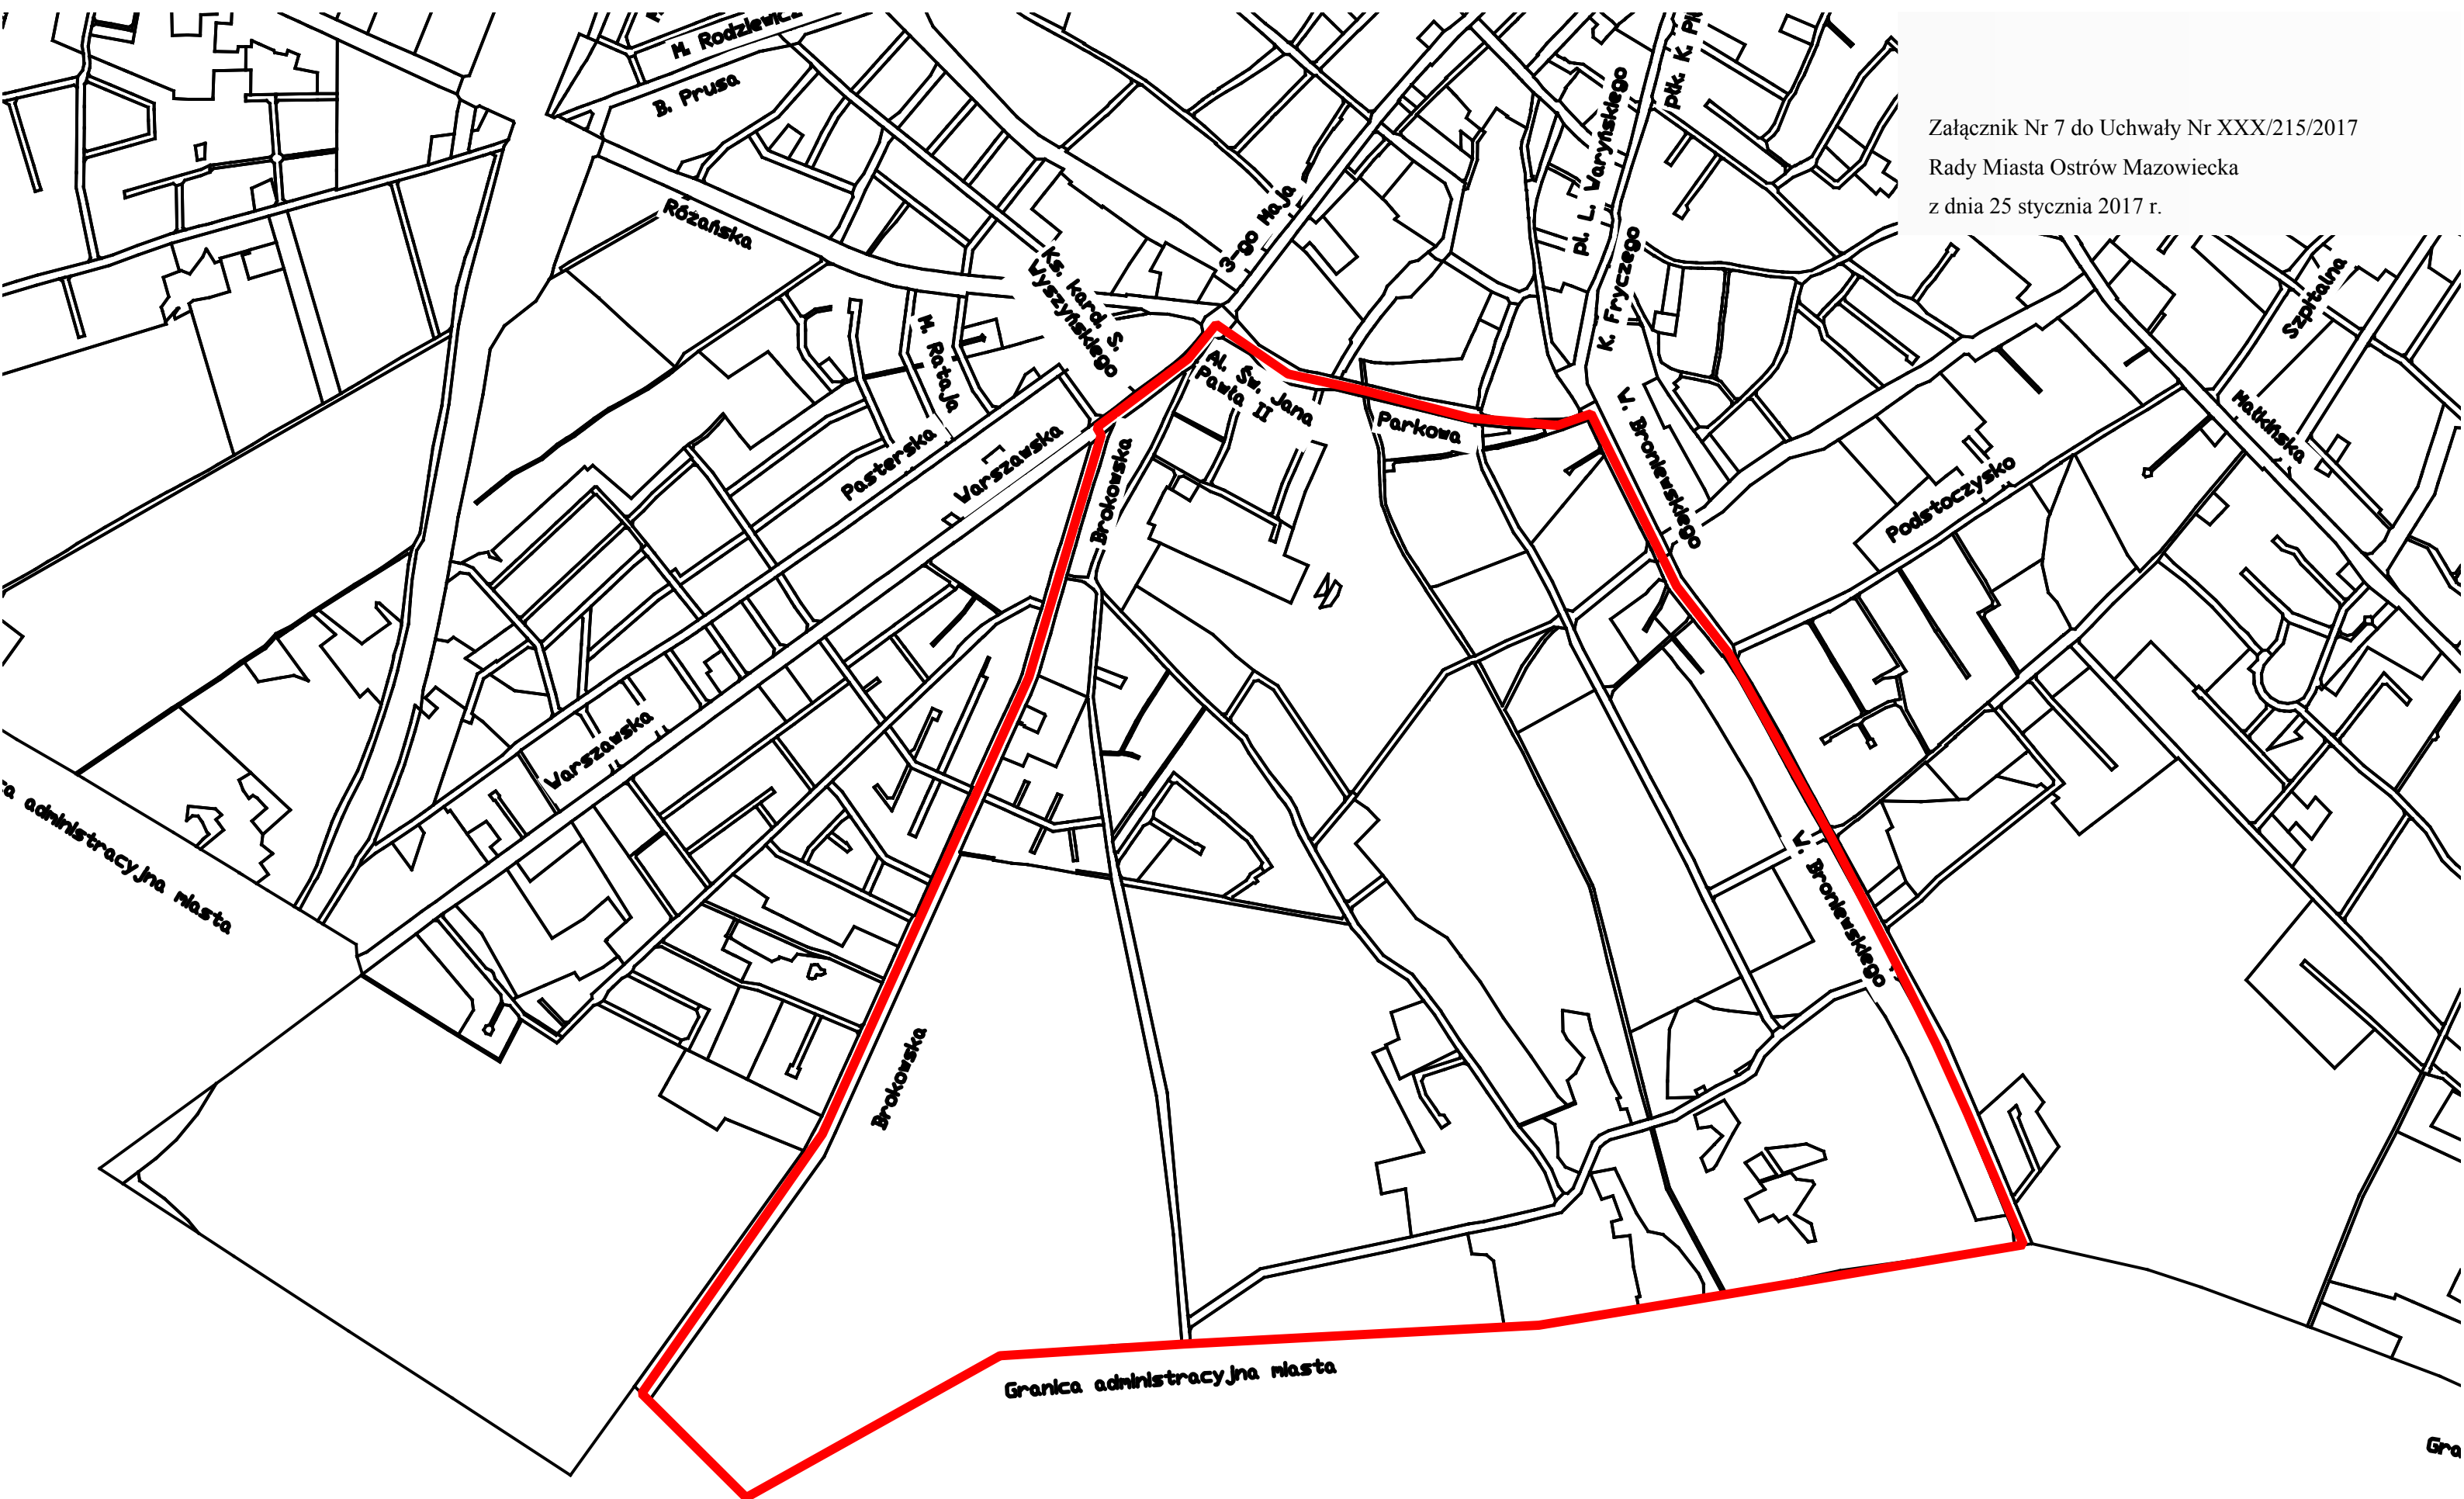 M. Rodziewicz
B. Prusa
Załącznik Nr 7 do Uchwały Nr XXX/215/2017
Rady Miasta Ostrów Mazowiecka
z dnia 25 stycznia 2017 r.
płk. K.
pl. L. Waryńskiego
3-go Maja
Różańska
Ks. kard. S.
Wyszyńskiego
K. Fryczego
Szpitalna
M. Rataja
Al. Św. Jana
Pawła II
Parkowa
W. Broniewskiego
Małkińska
Pasterska
Warszawska
Brokowska
Podstoczysko
Warszawska
administracyjna miasta
W. Broniewskiego
Brokowska
Granica administracyjna miasta
Gra